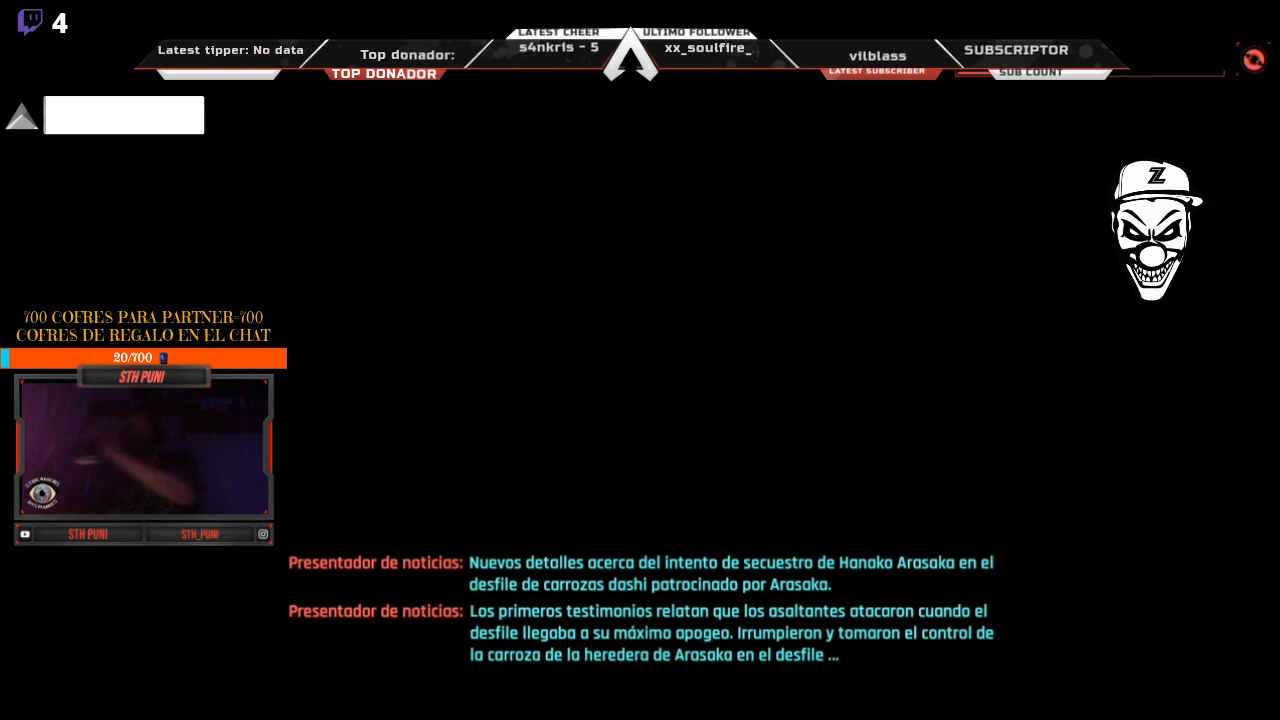 4
LATEST CHEER
ULTIMO FOLLOWER
Latest tipper: No data
Top donador:
s4nkris - 5
xx_soulfire_
vilblass
SUBSCRIPTOR
TOP DONADOR
LATEST SUBSCRIBER
SUB COUNT
Z
700 COFRES PARA PARTNER=700
COFRES DE REGALO EN EL CHAT
20/700
STH PUNI
STH PUNI
STH_PUNI
Presentador de noticias: Nuevos detalles acerca del intento de secuestro de Hanako Arasaka en el
desfile de carrozas dashi patrocinado por Arasaka.
Presentador de noticias: Los primeros testimonios relatan que los asaltantes atacaron cuando el
desfile llegaba a su máximo apogeo. Irrumpieron y tomaron el control de
la carroza de la heredera de Arasaka en el desfile ...